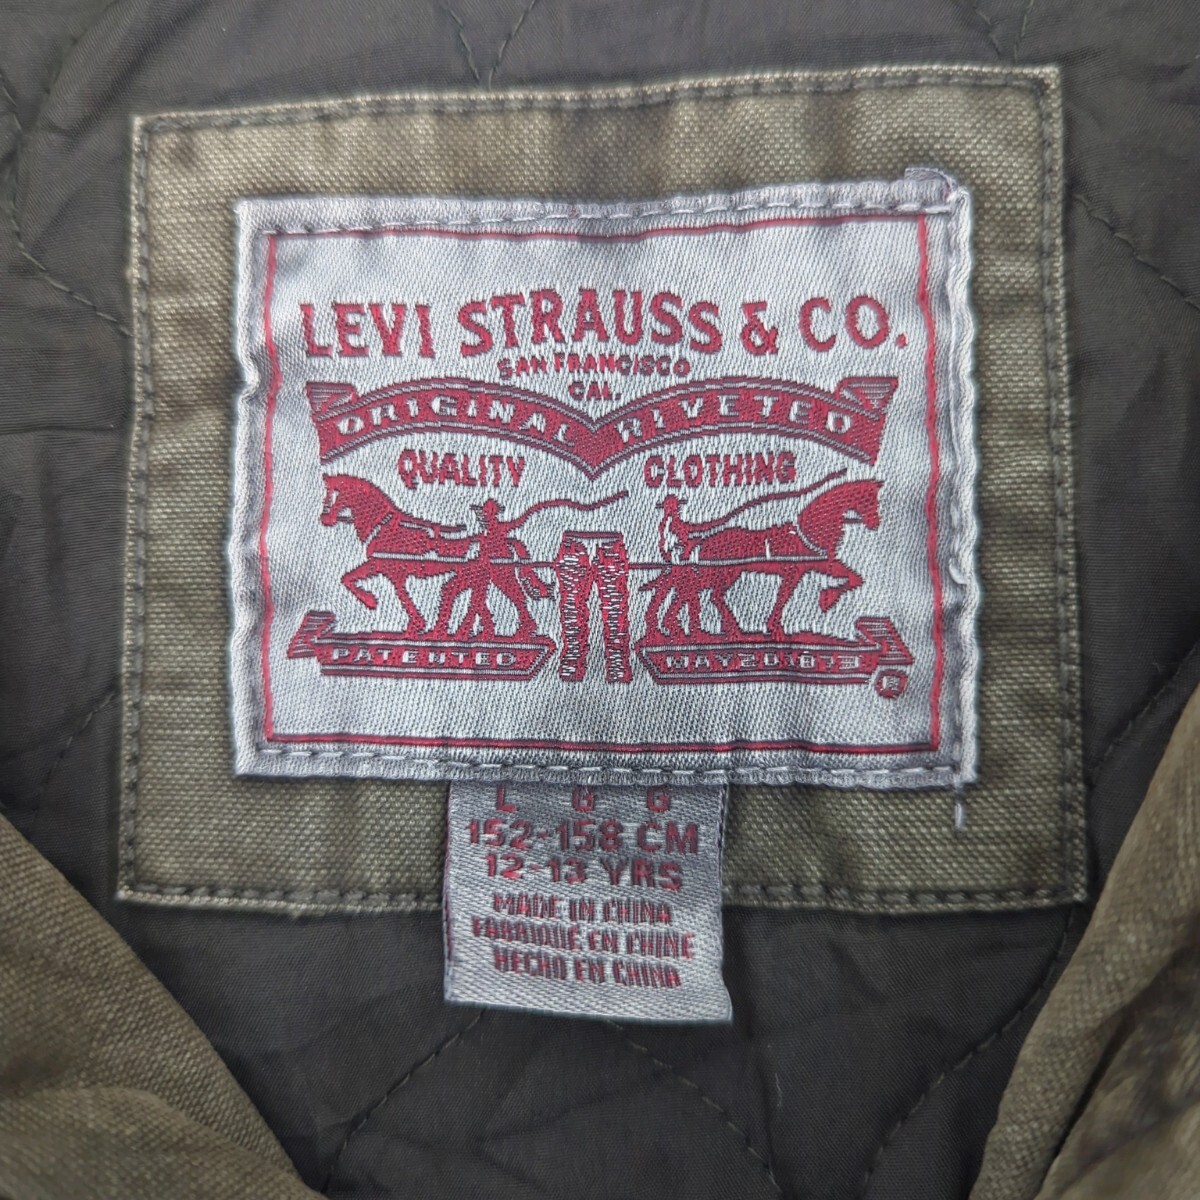 LEVI STRAUSS & CO.
SAN FRANCISCO
CAL.
ORIGINAL RIVETED
QUALITY CLOTHING
PATENTED MAY 20 1873
®
L G G
152-158 CM
12-13 YRS
MADE IN CHINA
FABRIQUÉ EN CHINE
HECHO EN CHINA